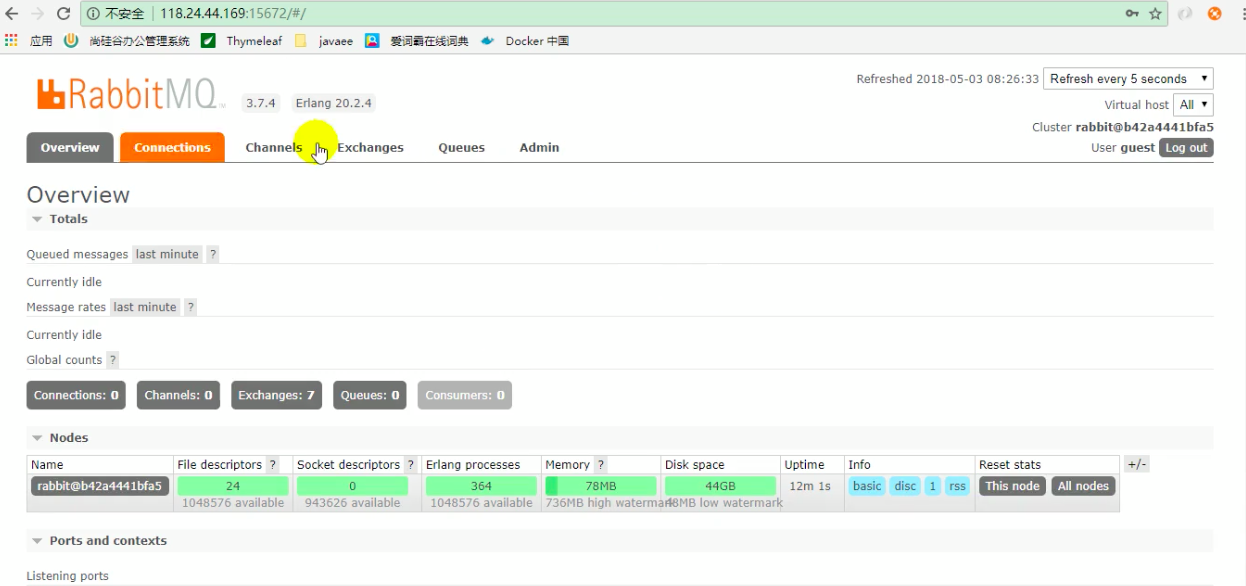 不安全 118.24.44.169:15672/#/
应用 尚硅谷办公管理系统 Thymeleaf javaee 爱词霸在线词典 Docker 中国
RabbitMQ TM 3.7.4 Erlang 20.2.4
Refreshed 2018-05-03 08:26:33 Refresh every 5 seconds
Virtual host All
Cluster rabbit@b42a4441bfa5
User guest Log out
Overview Connections Channels Exchanges Queues Admin
Overview
Totals
Queued messages last minute ?
Currently idle
Message rates last minute ?
Currently idle
Global counts ?
Connections: 0 Channels: 0 Exchanges: 7 Queues: 0 Consumers: 0
Nodes
Name File descriptors ? Socket descriptors ? Erlang processes Memory ? Disk space Uptime Info Reset stats +/-
rabbit@b42a4441bfa5 24 0 364 78MB 44GB 12m 1s basic disc 1 rss This node All nodes
1048576 available 943626 available 1048576 available 736MB high watermark 48MB low watermark
Ports and contexts
Listening ports